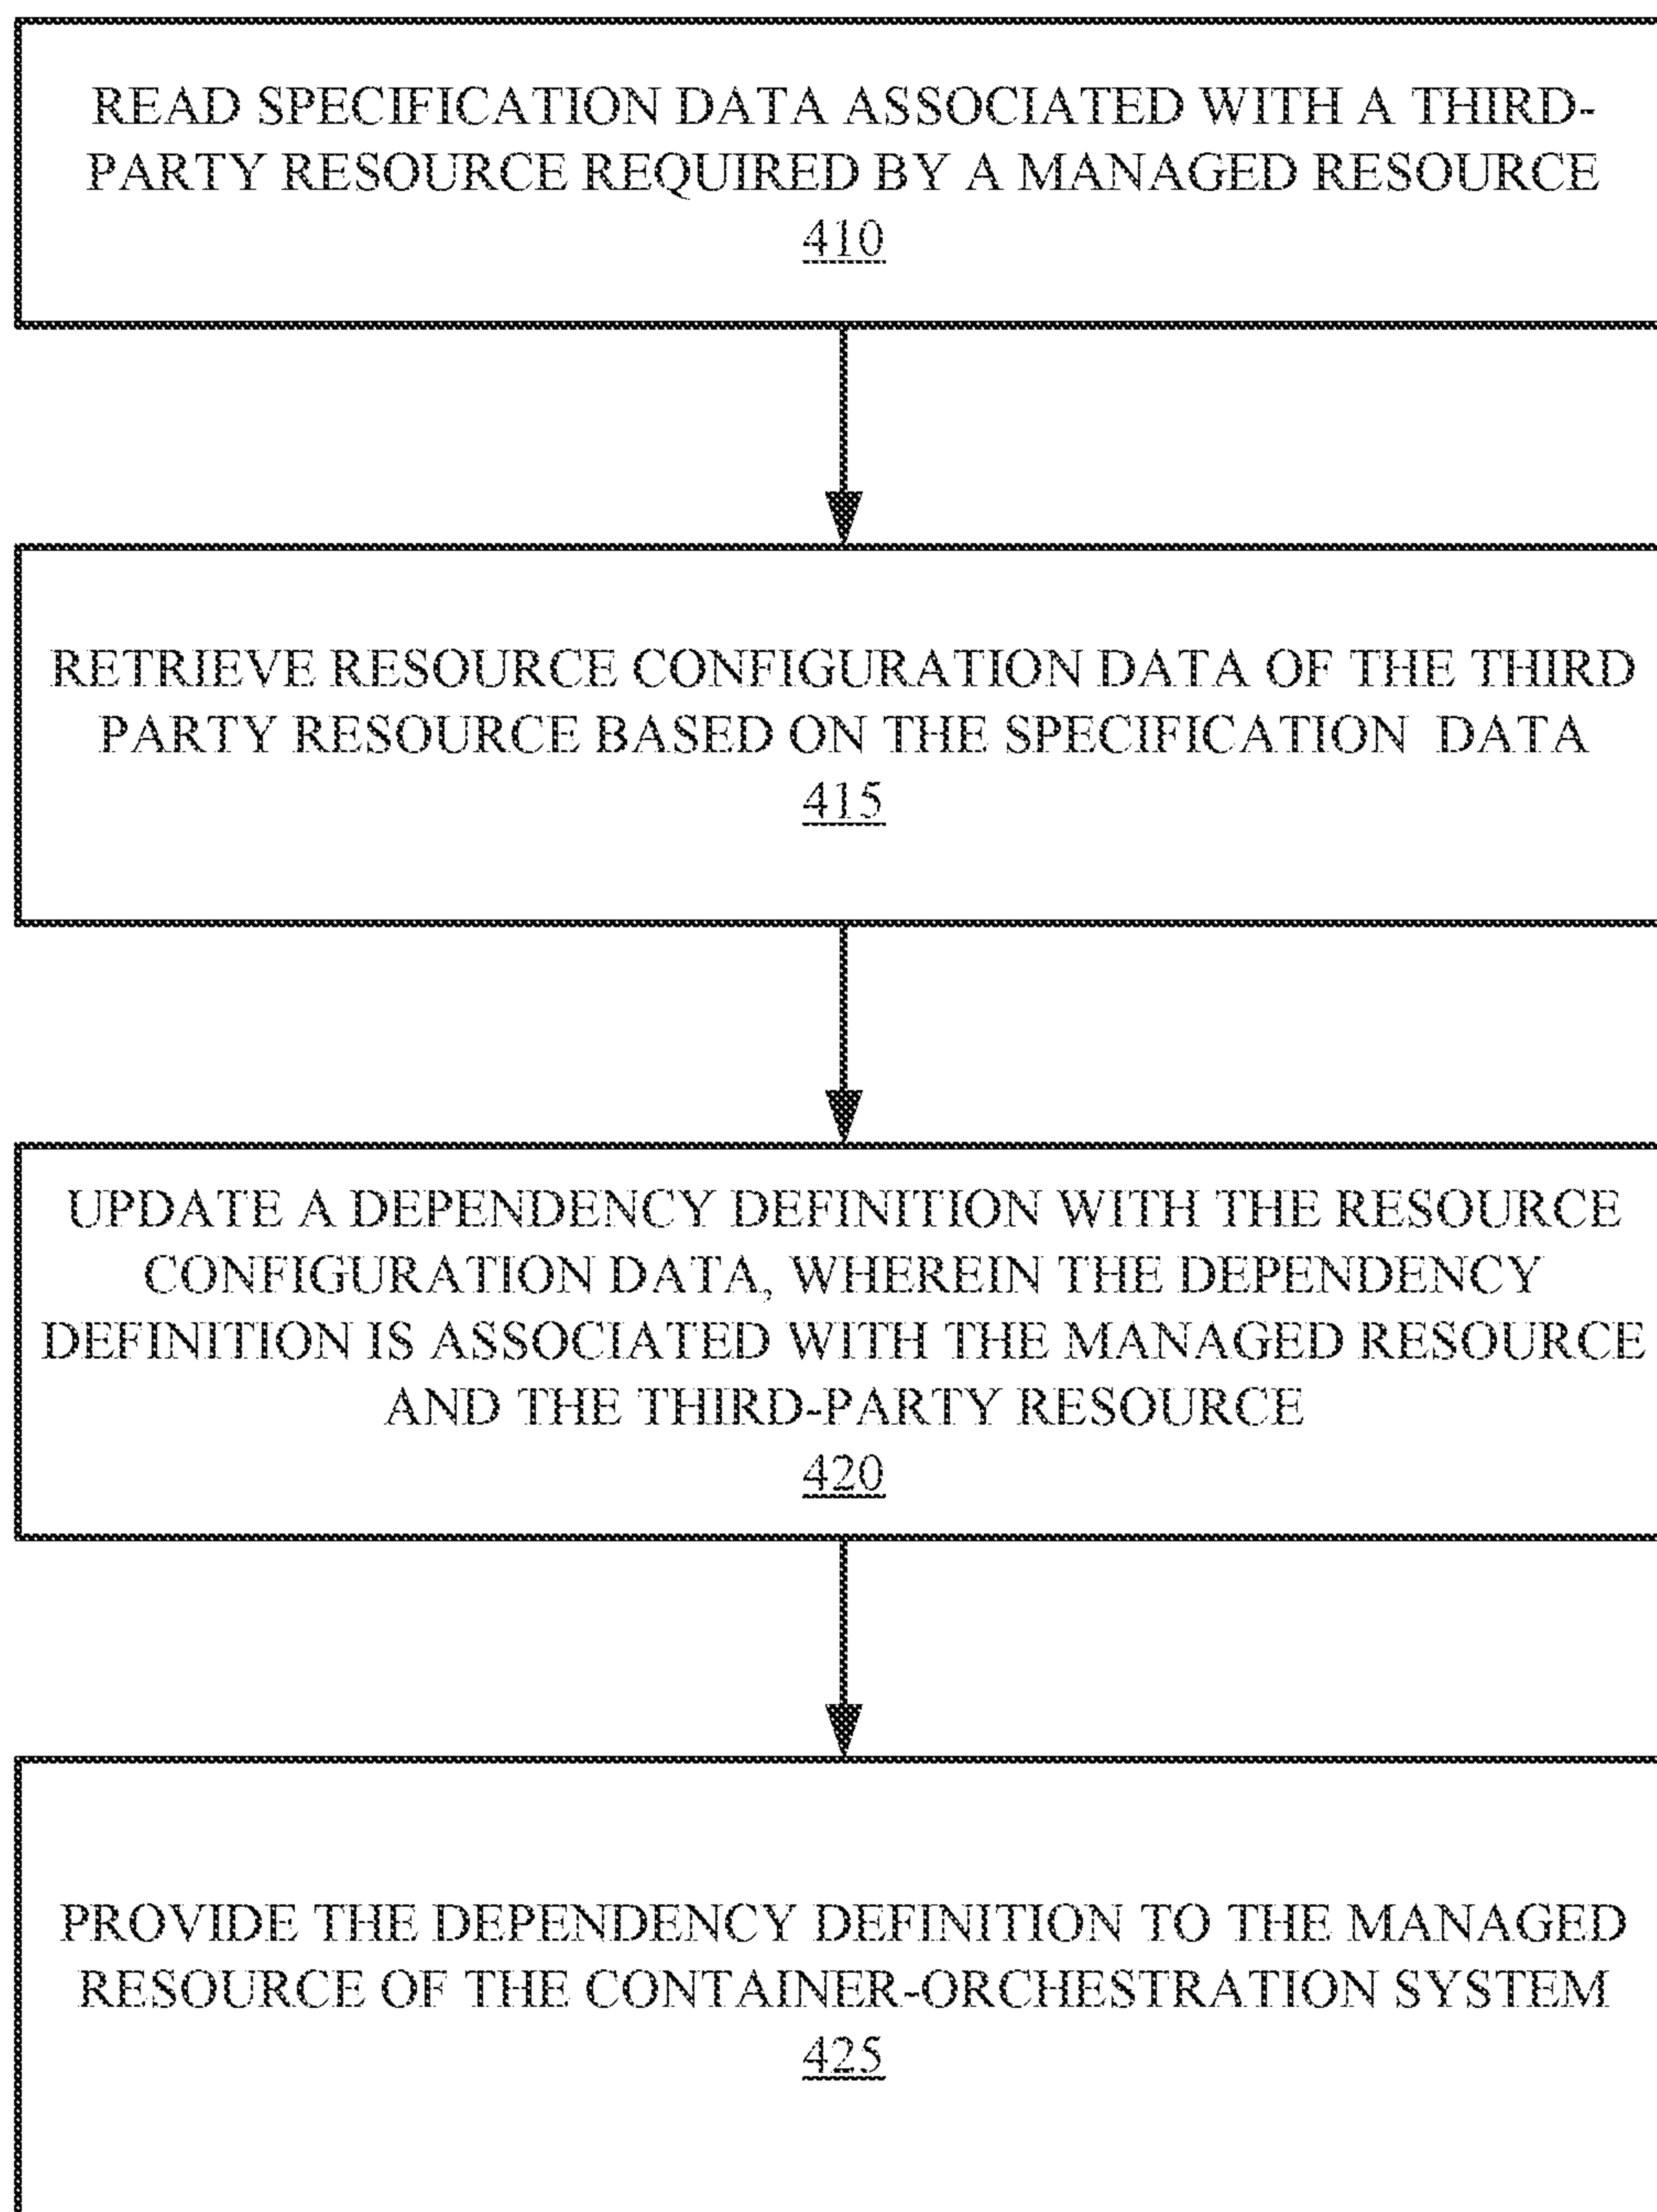 READ SPECIFICATION DATA ASSOCIATED WITH A THIRD-
PARTY RESOURCE REQUIRED BY A MANAGED RESOURCE
410
RETRIEVE RESOURCE CONFIGURATION DATA OF THE THIRD
PARTY RESOURCE BASED ON THE SPECIFICATION DATA
415
UPDATE A DEPENDENCY DEFINITION WITH THE RESOURCE
CONFIGURATION DATA, WHEREIN THE DEPENDENCY
DEFINITION IS ASSOCIATED WITH THE MANAGED RESOURCE
AND THE THIRD-PARTY RESOURCE
420
PROVIDE THE DEPENDENCY DEFINITION TO THE MANAGED
RESOURCE OF THE CONTAINER-ORCHESTRATION SYSTEM
425